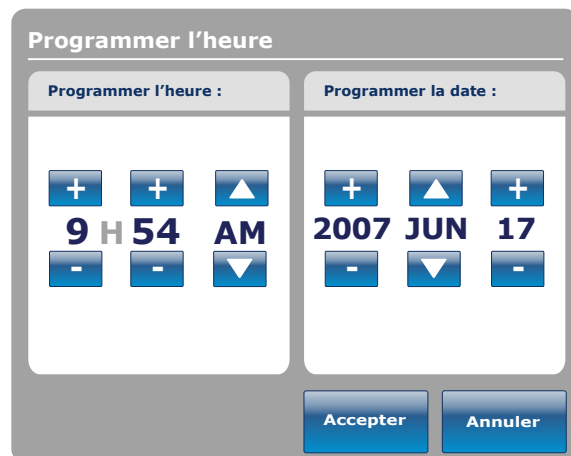 Programmer l'heure
Programmer l'heure :
Programmer la date :
+ +
9 H 54 AM
- -
+ +
2007 JUN 17
- -
Accepter
Annuler